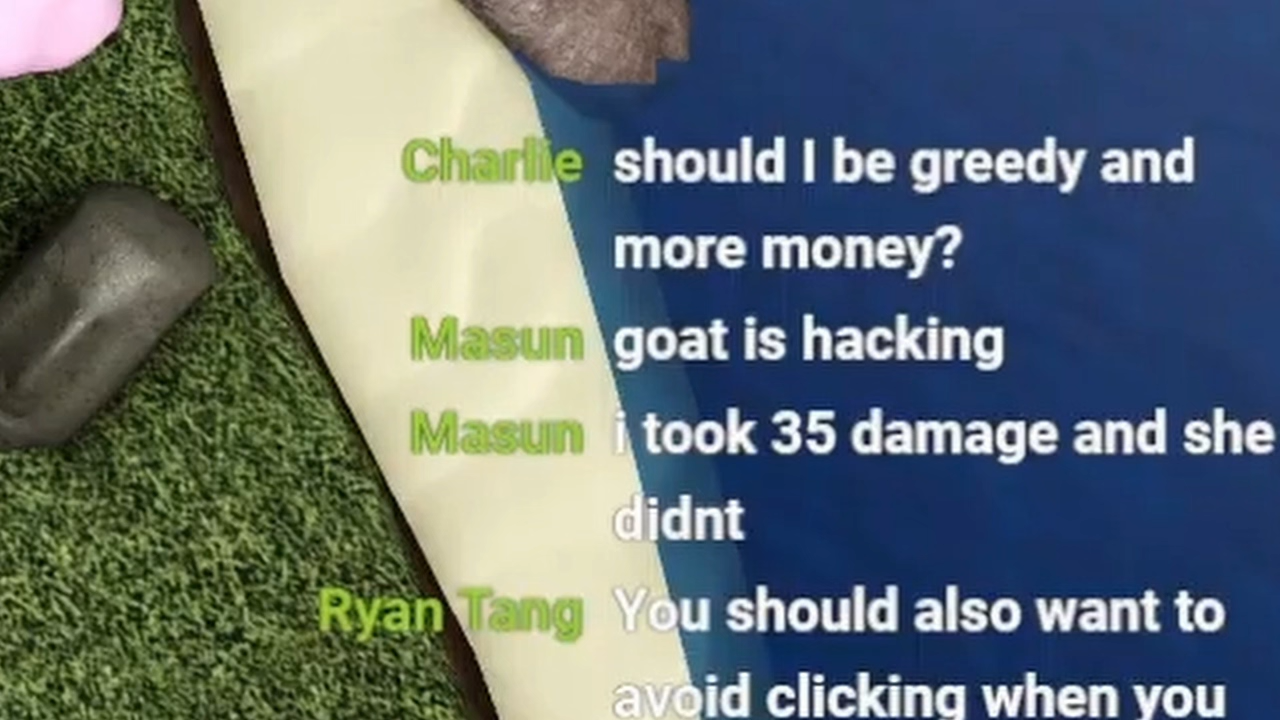 Charlie should I be greedy and
more money?
Masun goat is hacking
Masun i took 35 damage and she
didnt
Ryan Tang You should also want to
avoid clicking when you